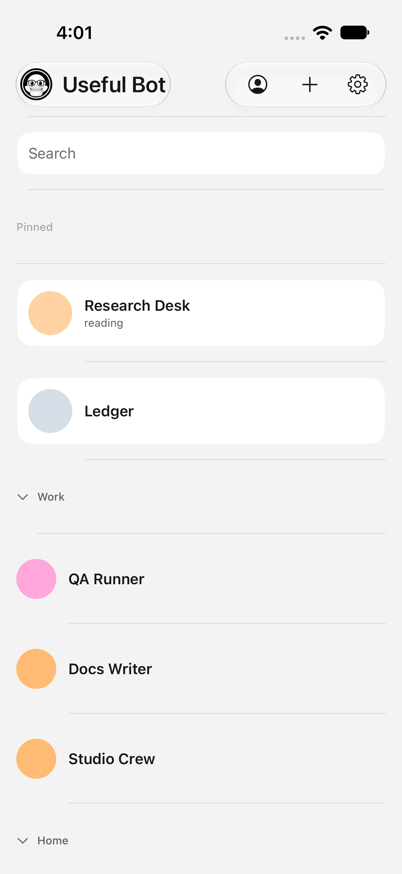 4:01
Useful Bot
Search
Pinned
Research Desk
reading
Ledger
Work
QA Runner
Docs Writer
Studio Crew
Home